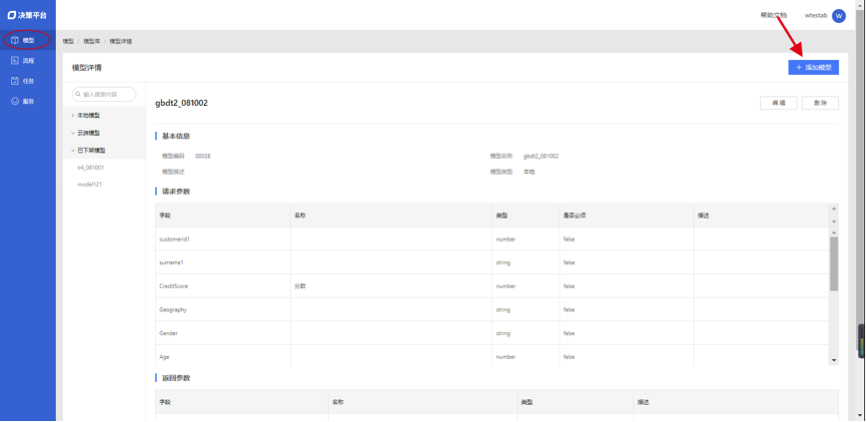 决策平台
帮助文档 wtestab W
模型
模型 / 模型库 / 模型详情
流程
模型详情
+ 添加模型
任务
输入搜索内容
服务
gbdt2_081002
编 辑 删 除
本地模型
云端模型
已下架模型
lr4_081001
model121
基本信息
模型编码 00028 模型名称 gbdt2_081002
模型描述 模型类型 本地
请求参数
字段 名称 类型 是否必须 描述
customerid1 number false
surname1 string false
CreditScore 分数 number false
Geography string false
Gender string false
Age number false
返回参数
字段 名称 类型 描述